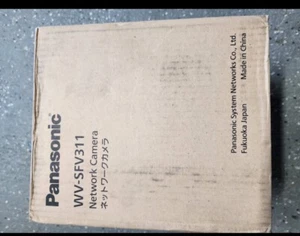 Panasonic
WV-SFV311
Network Camera
ネットワークカメラ
Panasonic System Networks Co., Ltd.
Fukuoka Japan
Made in China